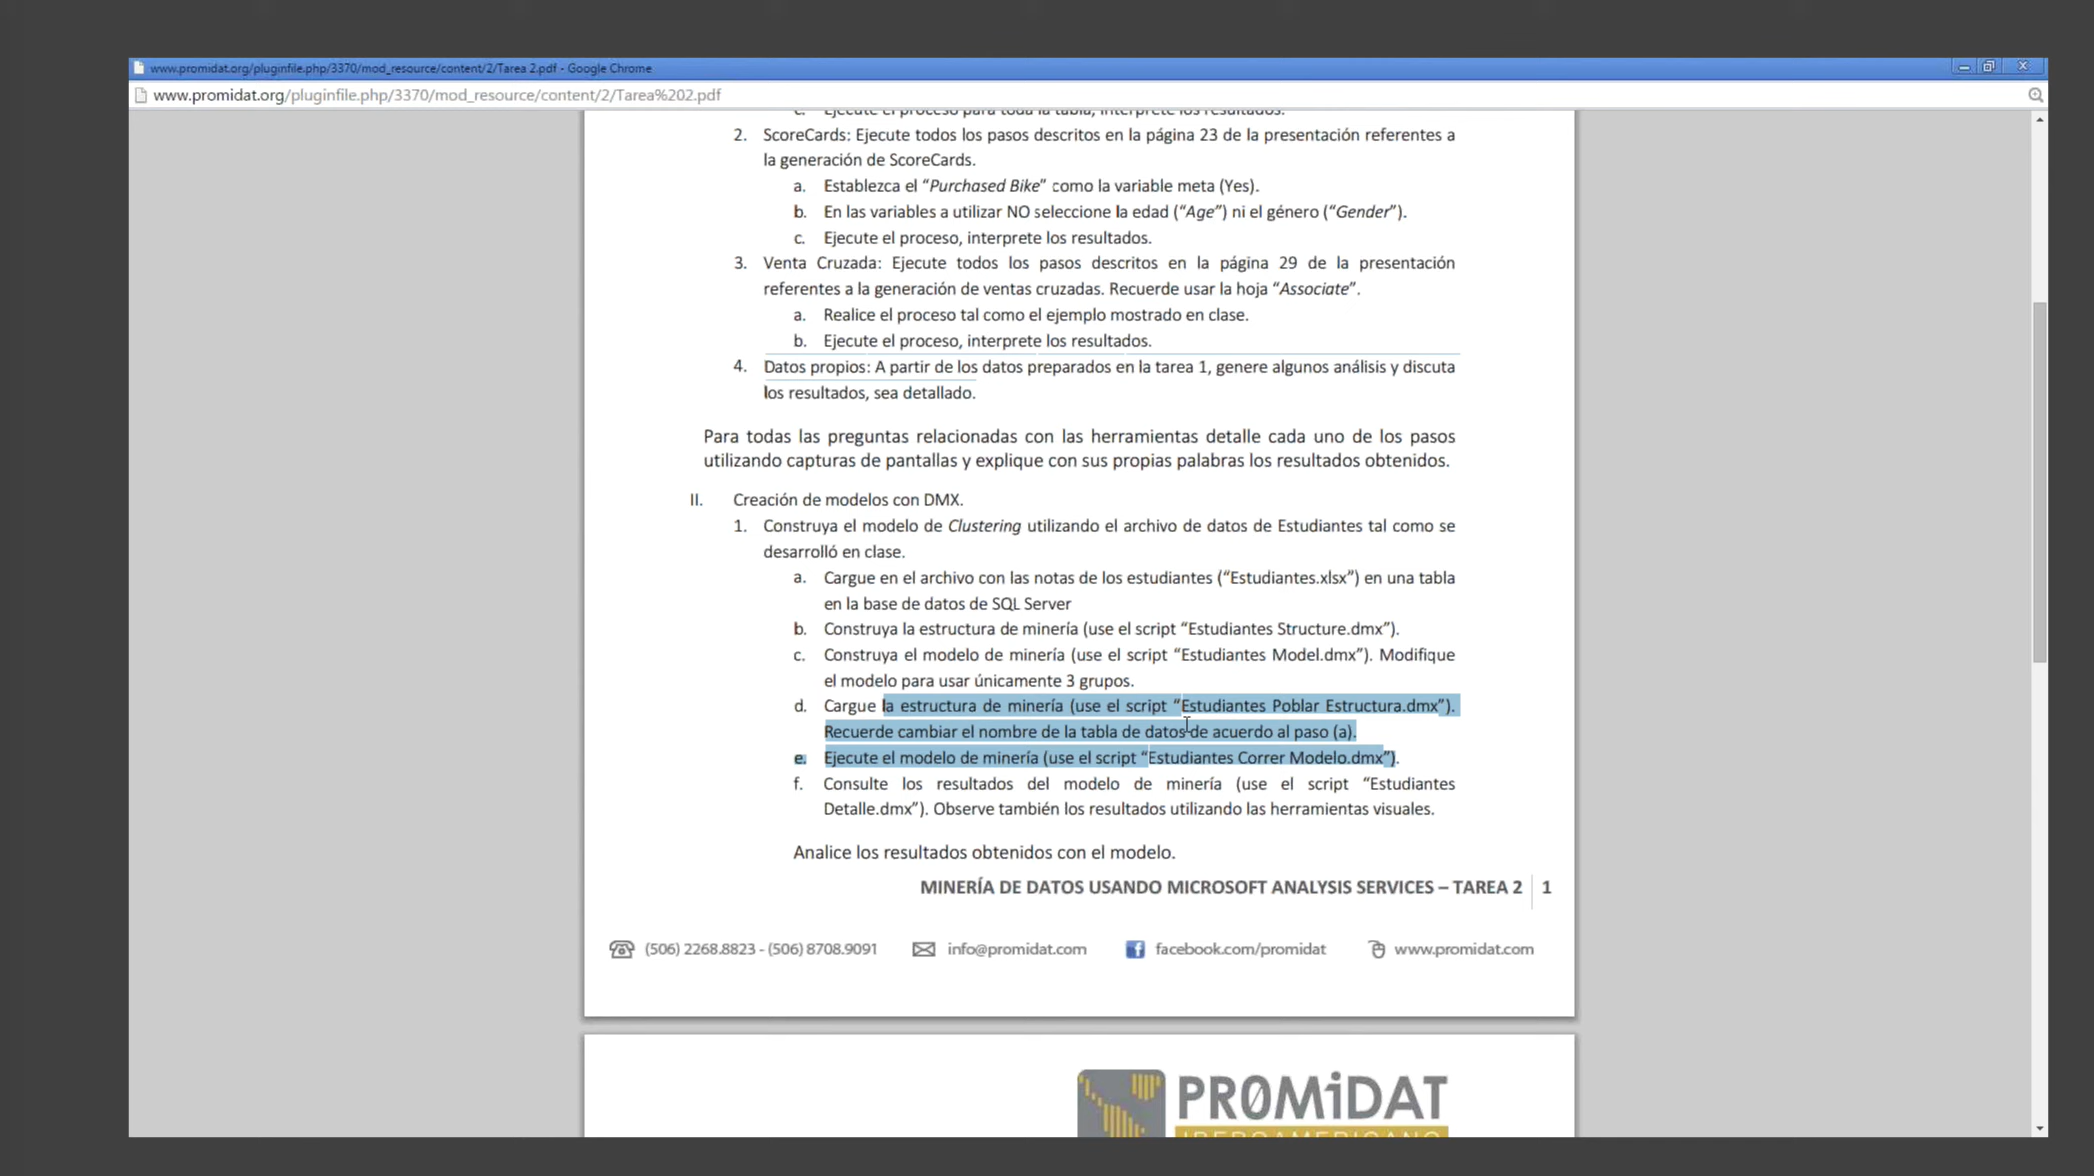 www.promidat.org/pluginfile.php/3370/mod_resource/content/2/Tarea 2.pdf - Google Chrome
www.promidat.org/pluginfile.php/3370/mod_resource/content/2/Tarea%202.pdf
c. Ejecute el proceso para toda la tabla, interprete los resultados.
2. ScoreCards: Ejecute todos los pasos descritos en la página 23 de la presentación referentes a
la generación de ScoreCards.
a. Establezca el “Purchased Bike” como la variable meta (Yes).
b. En las variables a utilizar NO seleccione la edad (“Age”) ni el género (“Gender”).
c. Ejecute el proceso, interprete los resultados.
3. Venta Cruzada: Ejecute todos los pasos descritos en la página 29 de la presentación
referentes a la generación de ventas cruzadas. Recuerde usar la hoja “Associate”.
a. Realice el proceso tal como el ejemplo mostrado en clase.
b. Ejecute el proceso, interprete los resultados.
4. Datos propios: A partir de los datos preparados en la tarea 1, genere algunos análisis y discuta
los resultados, sea detallado.
Para todas las preguntas relacionadas con las herramientas detalle cada uno de los pasos
utilizando capturas de pantallas y explique con sus propias palabras los resultados obtenidos.
II. Creación de modelos con DMX.
1. Construya el modelo de Clustering utilizando el archivo de datos de Estudiantes tal como se
desarrolló en clase.
a. Cargue en el archivo con las notas de los estudiantes (“Estudiantes.xlsx”) en una tabla
en la base de datos de SQL Server
b. Construya la estructura de minería (use el script “Estudiantes Structure.dmx”).
c. Construya el modelo de minería (use el script “Estudiantes Model.dmx”). Modifique
el modelo para usar únicamente 3 grupos.
d. Cargue la estructura de minería (use el script “Estudiantes Poblar Estructura.dmx”).
Recuerde cambiar el nombre de la tabla de datos de acuerdo al paso (a).
e. Ejecute el modelo de minería (use el script “Estudiantes Correr Modelo.dmx”).
f. Consulte los resultados del modelo de minería (use el script “Estudiantes
Detalle.dmx”). Observe también los resultados utilizando las herramientas visuales.
Analice los resultados obtenidos con el modelo.
MINERÍA DE DATOS USANDO MICROSOFT ANALYSIS SERVICES – TAREA 2 1
(506) 2268.8823 - (506) 8708.9091 info@promidat.com facebook.com/promidat www.promidat.com
PR0MiDAT
IBEROAMERICANO